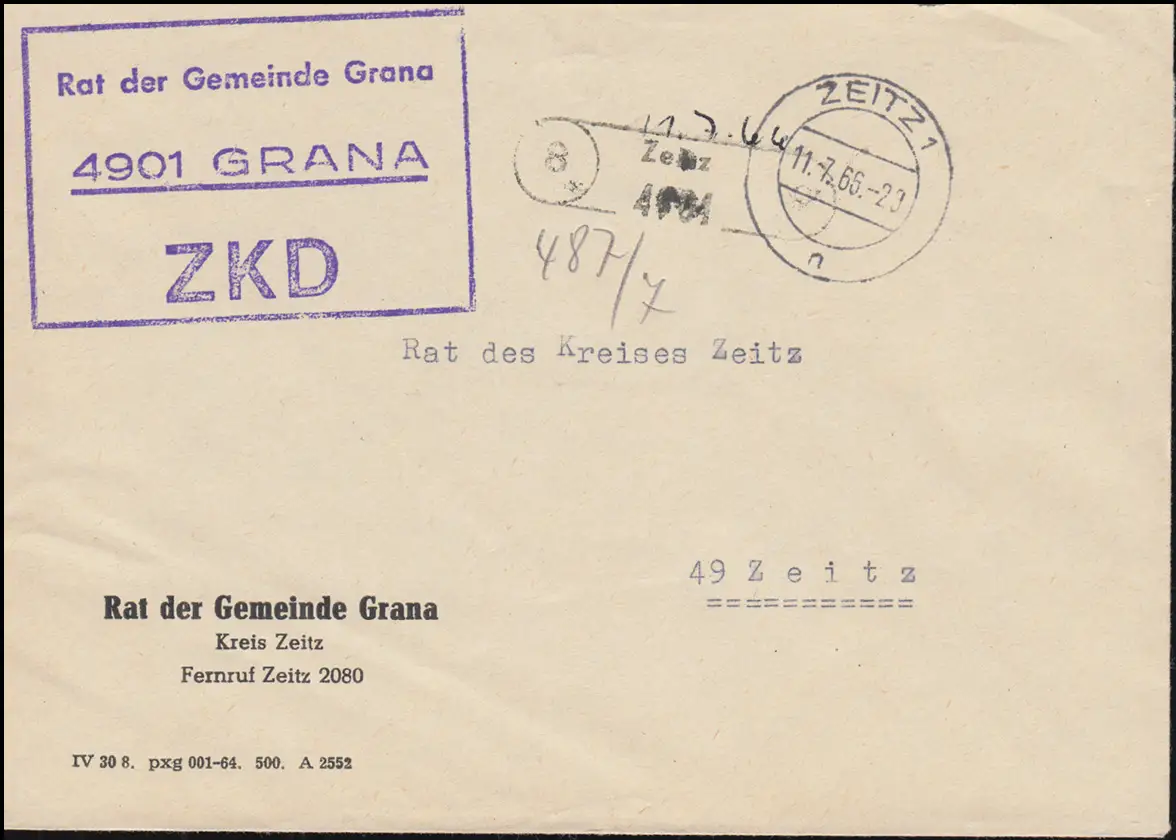 Rat der Gemeinde Grana
4901 GRANA
ZKD
11.7.66
8
Zeitz
ZEITZ 1
11.7.66.-20
n
487/7
Rat des Kreises Zeitz
49 Z e i t z
===========
Rat der Gemeinde Grana
Kreis Zeitz
Fernruf Zeitz 2080
IV 30 8. pxg 001-64. 500. A 2552